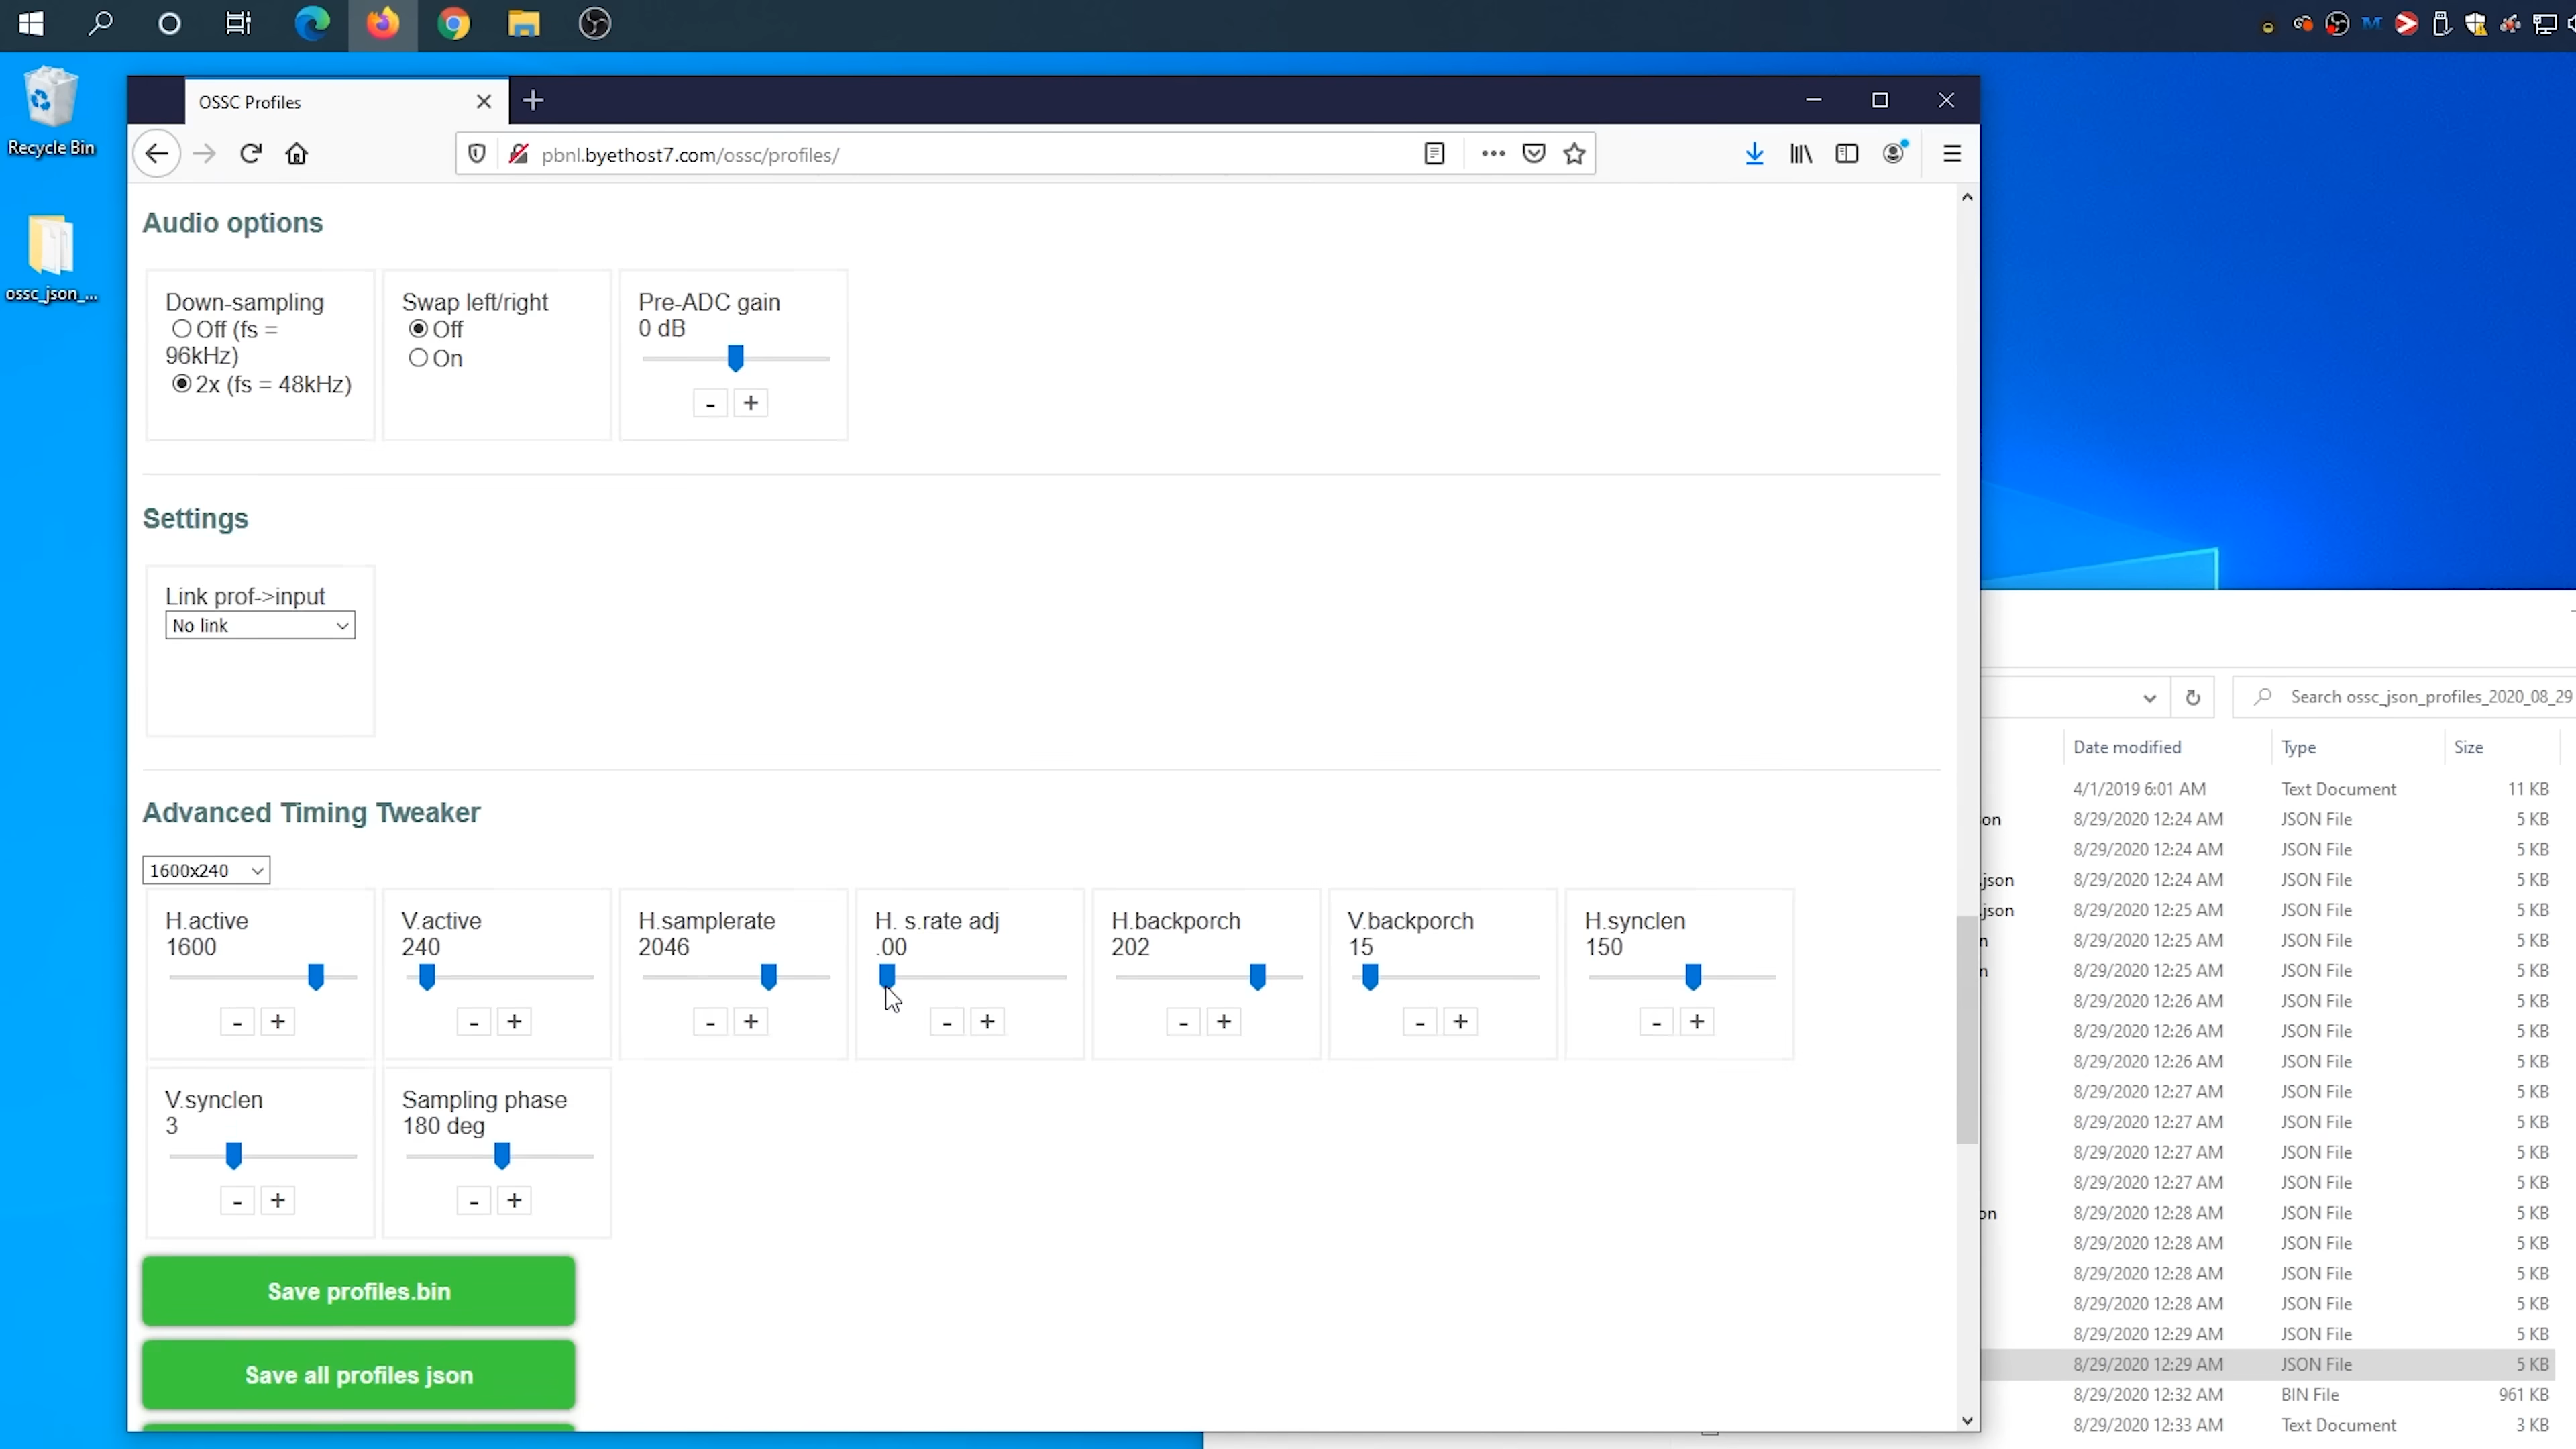 OSSC Profiles
pbnl.byethost7.com/ossc/profiles/
Recycle Bin
ossc_json_...
Audio options
Down-sampling
Off (fs =
96kHz)
2x (fs = 48kHz)
Swap left/right
Off
On
Pre-ADC gain
0 dB
- +
Settings
Link prof->input
No link
Advanced Timing Tweaker
1600x240
H.active
1600
- +
V.active
240
- +
H.samplerate
2046
- +
H. s.rate adj
.00
- +
H.backporch
202
- +
V.backporch
15
- +
H.synclen
150
- +
V.synclen
3
- +
Sampling phase
180 deg
- +
Save profiles.bin
Save all profiles json
Search ossc_json_profiles_2020_08_29
Date modified Type Size
4/1/2019 6:01 AM Text Document 11 KB
on 8/29/2020 12:24 AM JSON File 5 KB
8/29/2020 12:24 AM JSON File 5 KB
.json 8/29/2020 12:24 AM JSON File 5 KB
.json 8/29/2020 12:25 AM JSON File 5 KB
n 8/29/2020 12:25 AM JSON File 5 KB
n 8/29/2020 12:25 AM JSON File 5 KB
8/29/2020 12:26 AM JSON File 5 KB
8/29/2020 12:26 AM JSON File 5 KB
8/29/2020 12:26 AM JSON File 5 KB
8/29/2020 12:27 AM JSON File 5 KB
8/29/2020 12:27 AM JSON File 5 KB
8/29/2020 12:27 AM JSON File 5 KB
8/29/2020 12:27 AM JSON File 5 KB
on 8/29/2020 12:28 AM JSON File 5 KB
8/29/2020 12:28 AM JSON File 5 KB
8/29/2020 12:28 AM JSON File 5 KB
8/29/2020 12:28 AM JSON File 5 KB
8/29/2020 12:29 AM JSON File 5 KB
8/29/2020 12:29 AM JSON File 5 KB
8/29/2020 12:32 AM BIN File 961 KB
8/29/2020 12:33 AM Text Document 3 KB